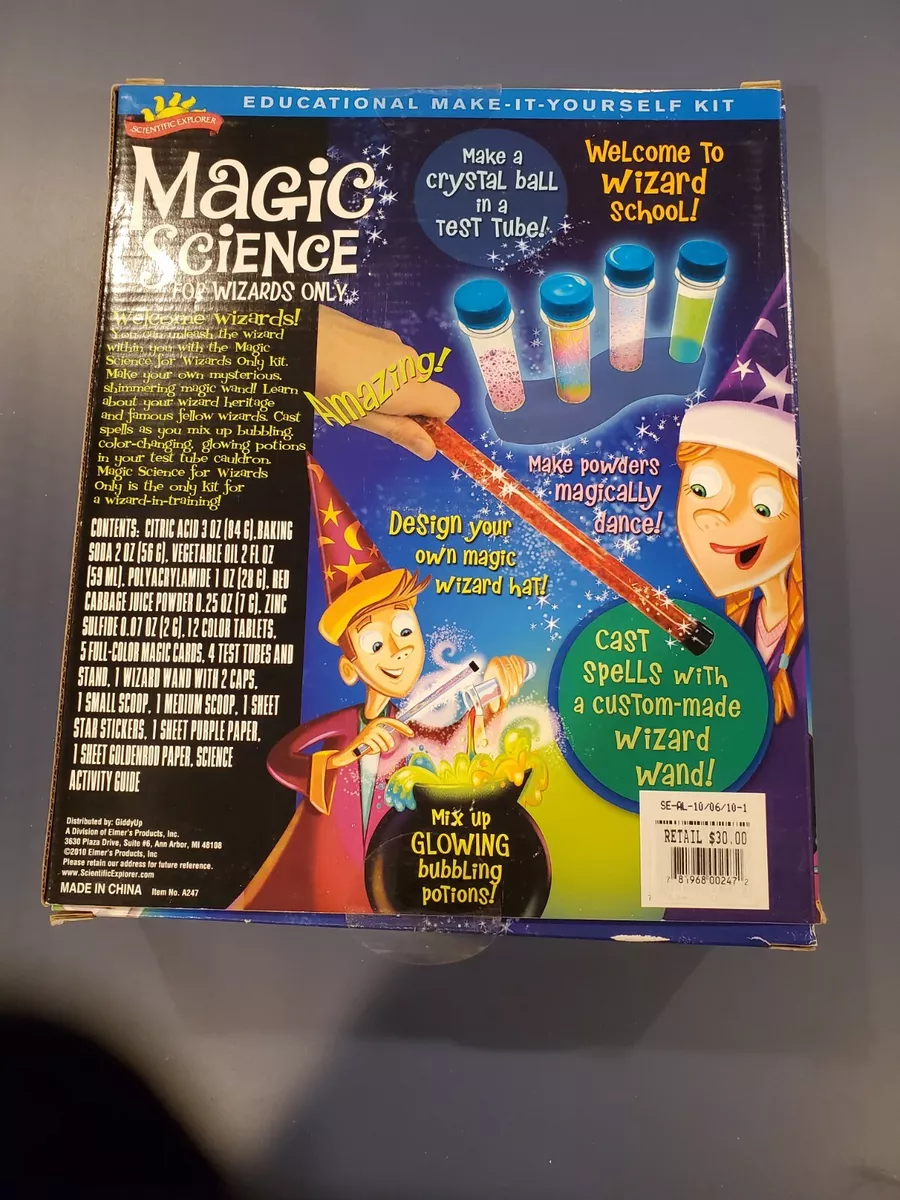 EDUCATIONAL MAKE-IT-YOURSELF KIT
SCIENTIFIC EXPLORER
MAGIC
SCIENCE
FOR WIZARDS ONLY
Welcome wizards!
You can unleash the wizard
within you with the Magic
Science for Wizards Only kit.
Make your own mysterious,
shimmering magic wand! Learn
about your wizard heritage
and famous fellow wizards. Cast
spells as you mix up bubbling,
color-changing, glowing potions
in your test tube cauldron.
Magic Science for Wizards
Only is the only kit for
a wizard-in-training!
CONTENTS: CITRIC ACID 3 OZ (84 G), BAKING
SODA 2 OZ (56 G), VEGETABLE OIL 2 FL OZ
(59 ML), POLYACRYLAMIDE 1 OZ (28 G), RED
CABBAGE JUICE POWDER 0.25 OZ (7 G), ZINC
SULFIDE 0.07 OZ (2 G), 12 COLOR TABLETS,
5 FULL-COLOR MAGIC CARDS, 4 TEST TUBES AND
STAND, 1 WIZARD WAND WITH 2 CAPS,
1 SMALL SCOOP, 1 MEDIUM SCOOP, 1 SHEET
STAR STICKERS, 1 SHEET PURPLE PAPER,
1 SHEET GOLDENROD PAPER, SCIENCE
ACTIVITY GUIDE
Distributed by: GiddyUp
A Division of Elmer's Products, Inc.
3630 Plaza Drive, Suite #6, Ann Arbor, MI 48108
©2010 Elmer's Products, Inc
Please retain our address for future reference.
www.ScientificExplorer.com
MADE IN CHINA Item No. A247
Make a
crystal ball
in a
Test Tube!
Welcome To
Wizard
School!
Amazing!
Make powders
magically
dance!
Design your
own magic
wizard hat!
Cast
spells with
a custom-made
wizard
wand!
Mix up
GLOWING
bubbling
potions!
SE-AL-10/06/10-1
RETAIL $30.00
7 81968 00247 2